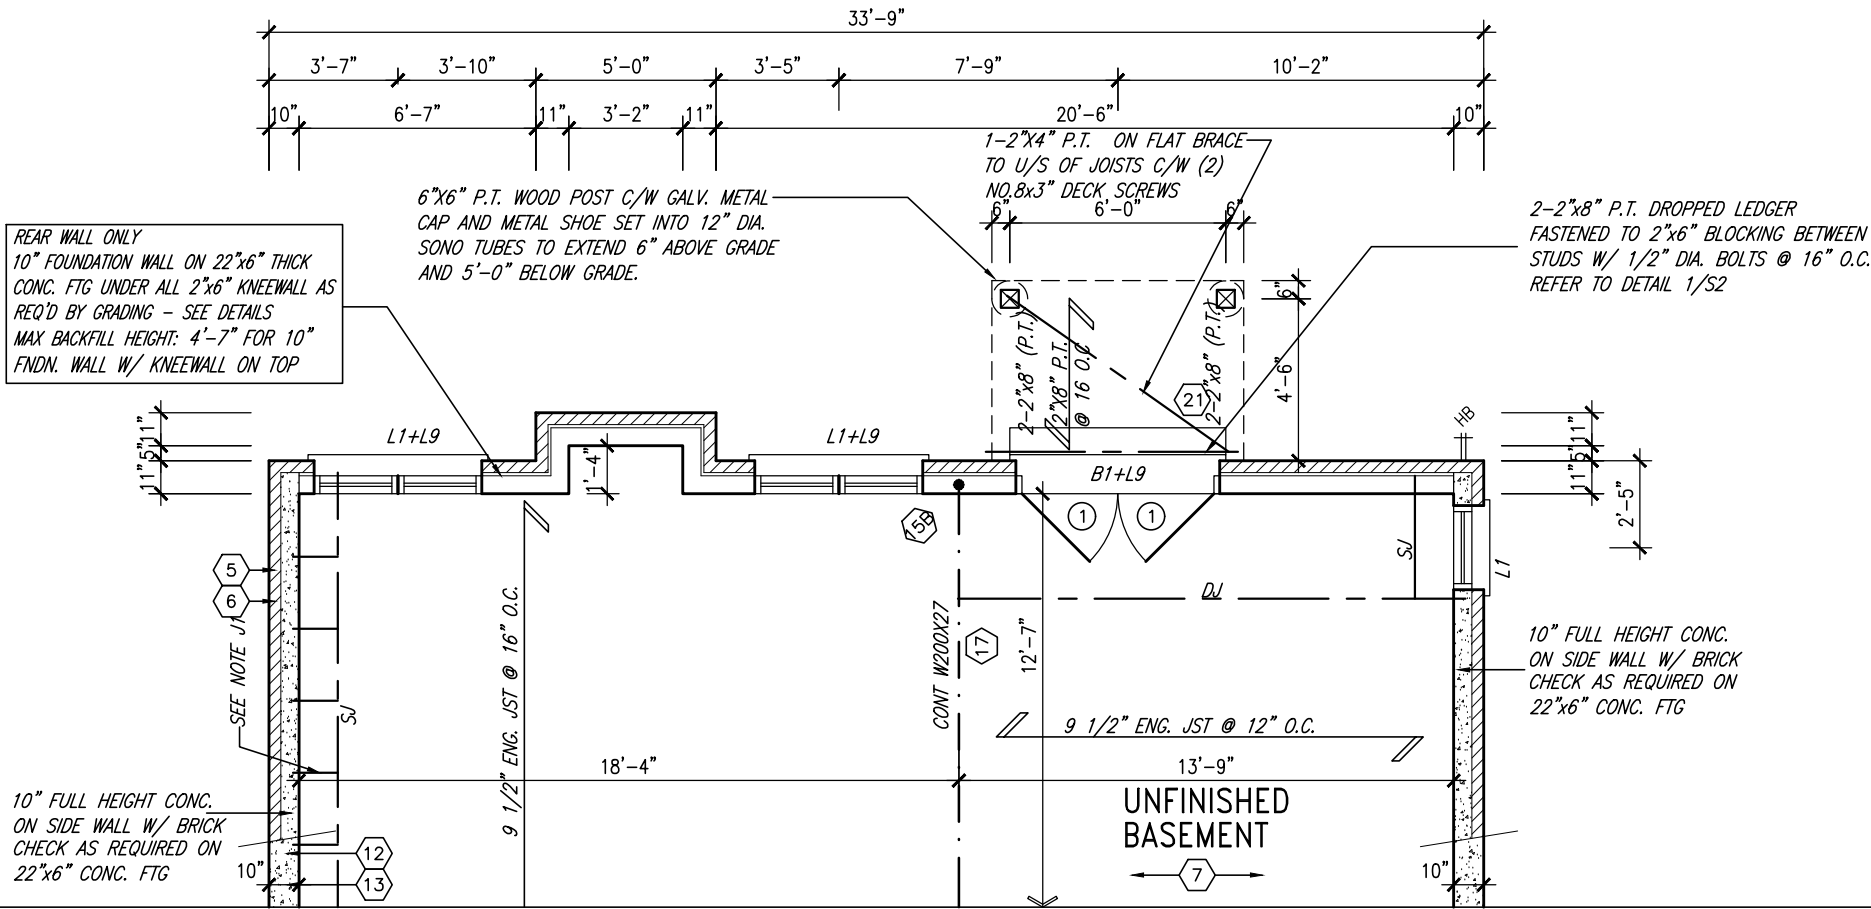 33'-9"
3'-7"
3'-10"
5'-0"
3'-5"
7'-9"
10'-2"
10"
6'-7"
11"
3'-2"
11"
20'-6"
10"
1-2"X4" P.T. ON FLAT BRACE
TO U/S OF JOISTS C/W (2)
NO.8x3" DECK SCREWS
6"X6" P.T. WOOD POST C/W GALV. METAL
CAP AND METAL SHOE SET INTO 12" DIA.
SONO TUBES TO EXTEND 6" ABOVE GRADE
AND 5'-0" BELOW GRADE.
6"
6'-0"
6"
2-2"x8" P.T. DROPPED LEDGER
FASTENED TO 2"x6" BLOCKING BETWEEN
STUDS W/ 1/2" DIA. BOLTS @ 16" O.C.
REFER TO DETAIL 1/S2
REAR WALL ONLY
10" FOUNDATION WALL ON 22"x6" THICK
CONC. FTG UNDER ALL 2"x6" KNEEWALL AS
REQ'D BY GRADING - SEE DETAILS
MAX BACKFILL HEIGHT: 4'-7" FOR 10"
FNDN. WALL W/ KNEEWALL ON TOP
6"
4'-6"
2-2"x8" (P.T.)
2"X8" P.T.
@ 16 O.C
2-2"x8" (P.T.)
21
HB
11"
5"
11"
L1+L9
1'-4"
L1+L9
B1+L9
11"
5"
11"
2'-5"
15B
1
1
SJ
L1
5
6
SEE NOTE J1
SJ
9 1/2" ENG. JST @ 16" O.C.
CONT W200X27
17
12'-7"
DJ
9 1/2" ENG. JST @ 12" O.C.
10" FULL HEIGHT CONC.
ON SIDE WALL W/ BRICK
CHECK AS REQUIRED ON
22"x6" CONC. FTG
18'-4"
13'-9"
UNFINISHED
BASEMENT
7
10" FULL HEIGHT CONC.
ON SIDE WALL W/ BRICK
CHECK AS REQUIRED ON
22"x6" CONC. FTG
10"
12
13
10"